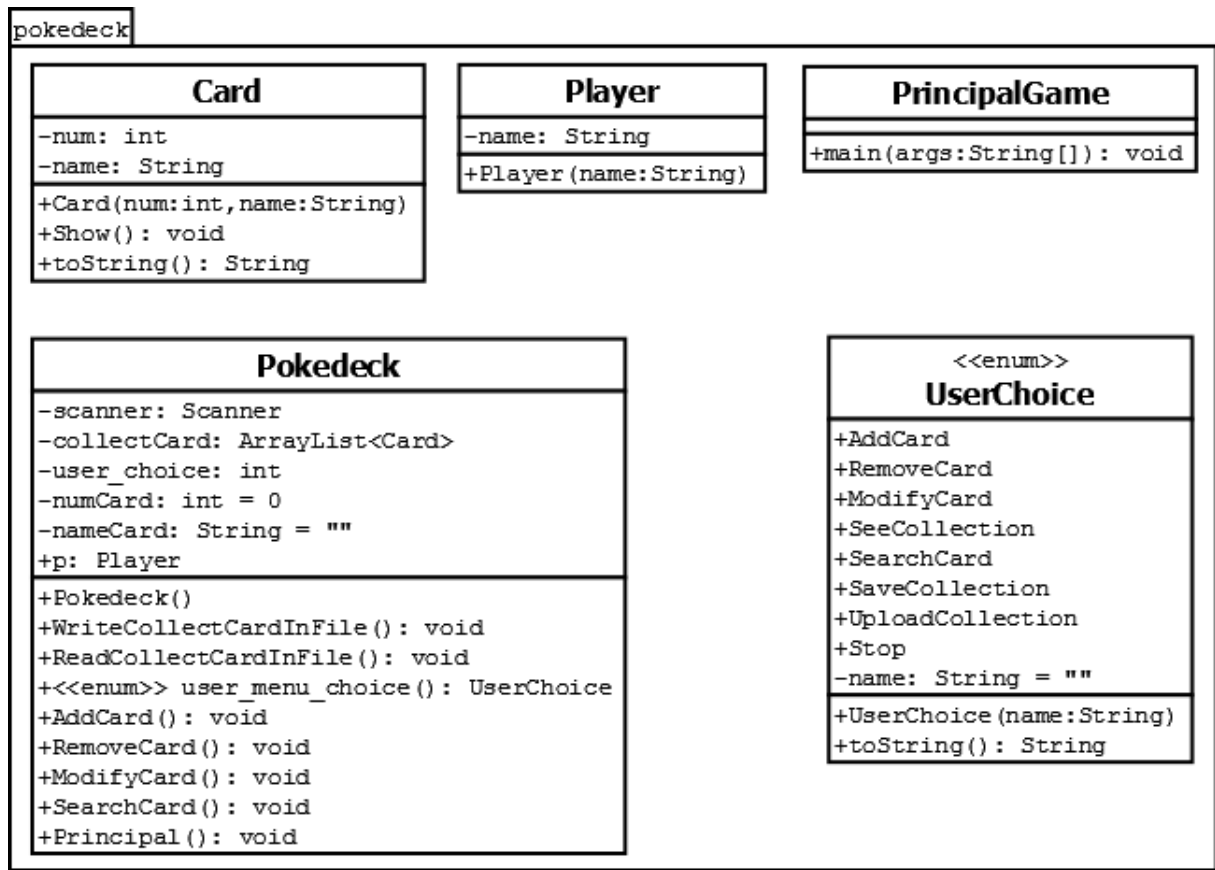 pokedeck
Card
-num: int
-name: String
+Card(num:int,name:String)
+Show(): void
+toString(): String
Player
-name: String
+Player(name:String)
PrincipalGame
+main(args:String[]): void
Pokedeck
-scanner: Scanner
-collectCard: ArrayList<Card>
-user_choice: int
-numCard: int = 0
-nameCard: String = ""
+p: Player
+Pokedeck()
+WriteCollectCardInFile(): void
+ReadCollectCardInFile(): void
+<<enum>> user_menu_choice(): UserChoice
+AddCard(): void
+RemoveCard(): void
+ModifyCard(): void
+SearchCard(): void
+Principal(): void
<<enum>>
UserChoice
+AddCard
+RemoveCard
+ModifyCard
+SeeCollection
+SearchCard
+SaveCollection
+UploadCollection
+Stop
-name: String = ""
+UserChoice(name:String)
+toString(): String